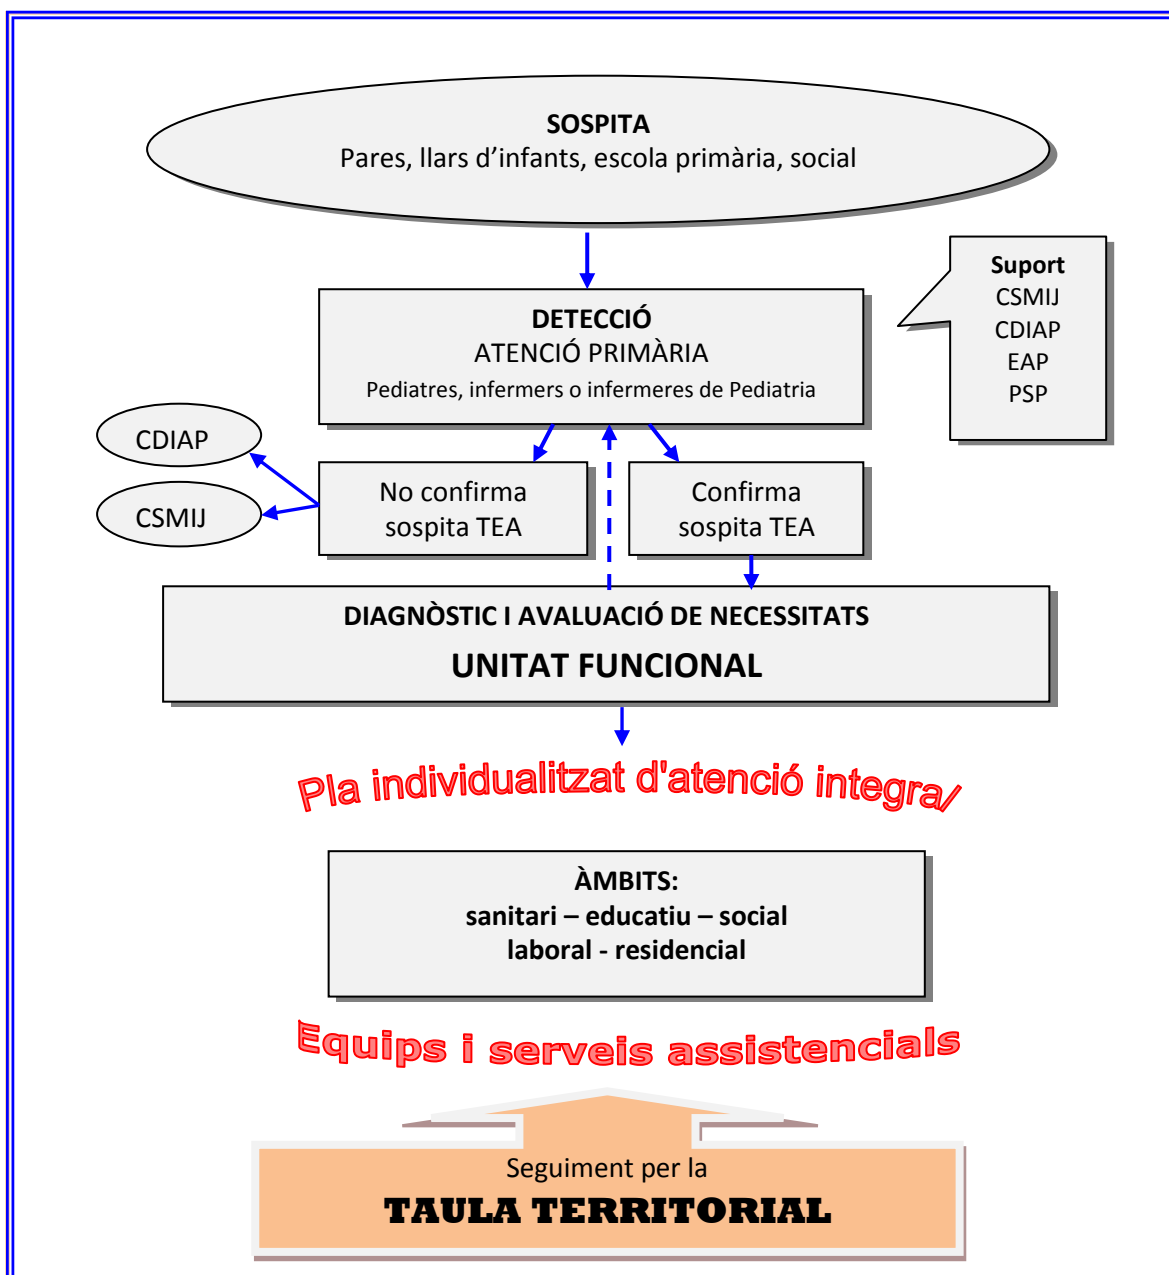 SOSPITA
Pares, llars d’infants, escola primària, social
Suport
CSMIJ
CDIAP
EAP
PSP
DETECCIÓ
ATENCIÓ PRIMÀRIA
Pediatres, infermers o infermeres de Pediatria
CDIAP
CSMIJ
No confirma
sospita TEA
Confirma
sospita TEA
DIAGNÒSTIC I AVALUACIÓ DE NECESSITATS
UNITAT FUNCIONAL
Pla individualitzat d'atenció integral
ÀMBITS:
sanitari – educatiu – social
laboral - residencial
Equips i serveis assistencials
Seguiment per la
TAULA TERRITORIAL